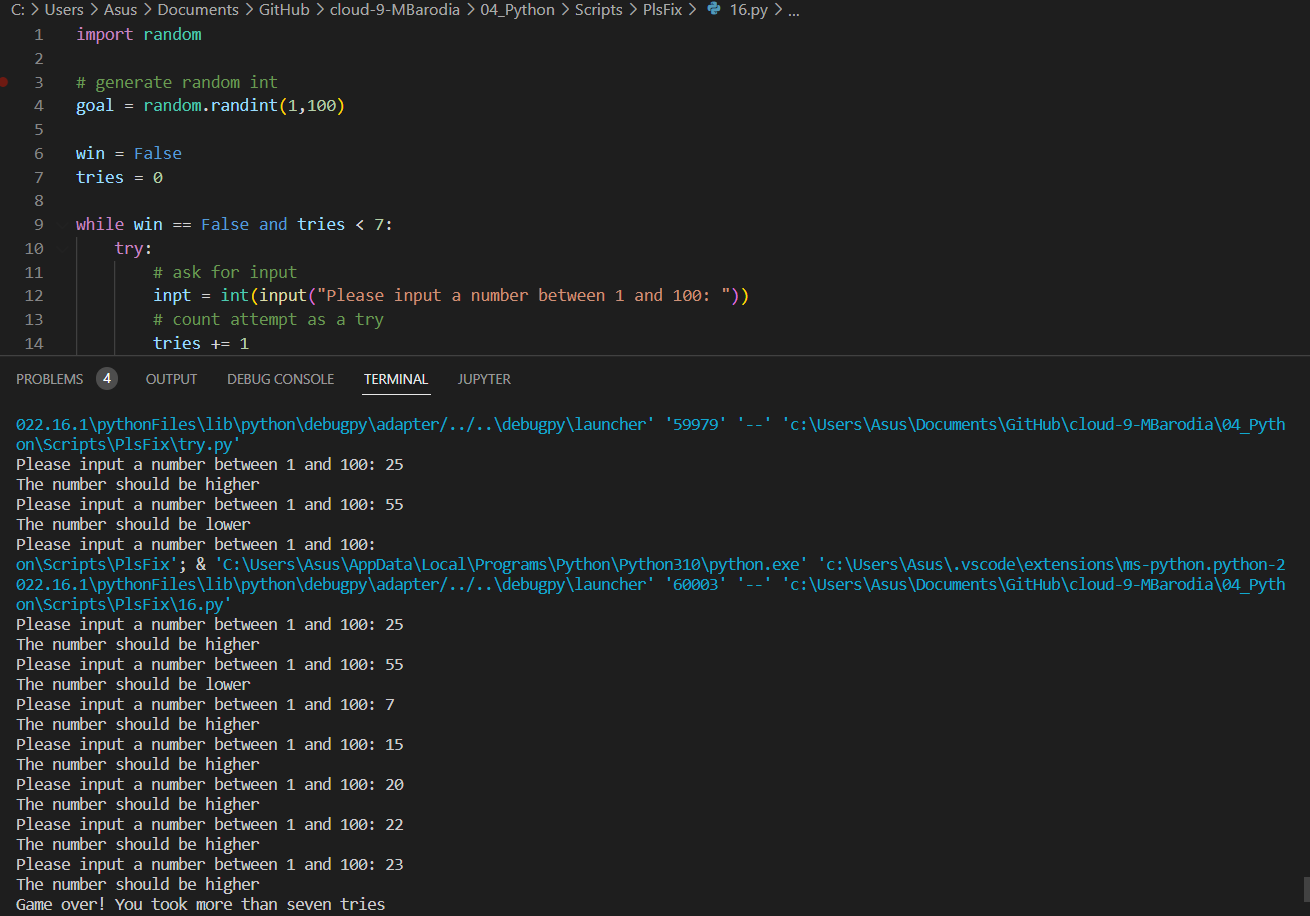 C: > Users > Asus > Documents > GitHub > cloud-9-MBarodia > 04_Python > Scripts > PlsFix > 16.py > ...
1 import random
2
3 # generate random int
4 goal = random.randint(1,100)
5
6 win = False
7 tries = 0
8
9 while win == False and tries < 7:
10 try:
11 # ask for input
12 inpt = int(input("Please input a number between 1 and 100: "))
13 # count attempt as a try
14 tries += 1
PROBLEMS 4 OUTPUT DEBUG CONSOLE TERMINAL JUPYTER
022.16.1\pythonFiles\lib\python\debugpy\adapter/../..\debugpy\launcher' '59979' '--' 'c:\Users\Asus\Documents\GitHub\cloud-9-MBarodia\04_Pyth
on\Scripts\PlsFix\try.py'
Please input a number between 1 and 100: 25
The number should be higher
Please input a number between 1 and 100: 55
The number should be lower
Please input a number between 1 and 100:
on\Scripts\PlsFix'; & 'C:\Users\Asus\AppData\Local\Programs\Python\Python310\python.exe' 'c:\Users\Asus\.vscode\extensions\ms-python.python-2
022.16.1\pythonFiles\lib\python\debugpy\adapter/../..\debugpy\launcher' '60003' '--' 'c:\Users\Asus\Documents\GitHub\cloud-9-MBarodia\04_Pyth
on\Scripts\PlsFix\16.py'
Please input a number between 1 and 100: 25
The number should be higher
Please input a number between 1 and 100: 55
The number should be lower
Please input a number between 1 and 100: 7
The number should be higher
Please input a number between 1 and 100: 15
The number should be higher
Please input a number between 1 and 100: 20
The number should be higher
Please input a number between 1 and 100: 22
The number should be higher
Please input a number between 1 and 100: 23
The number should be higher
Game over! You took more than seven tries